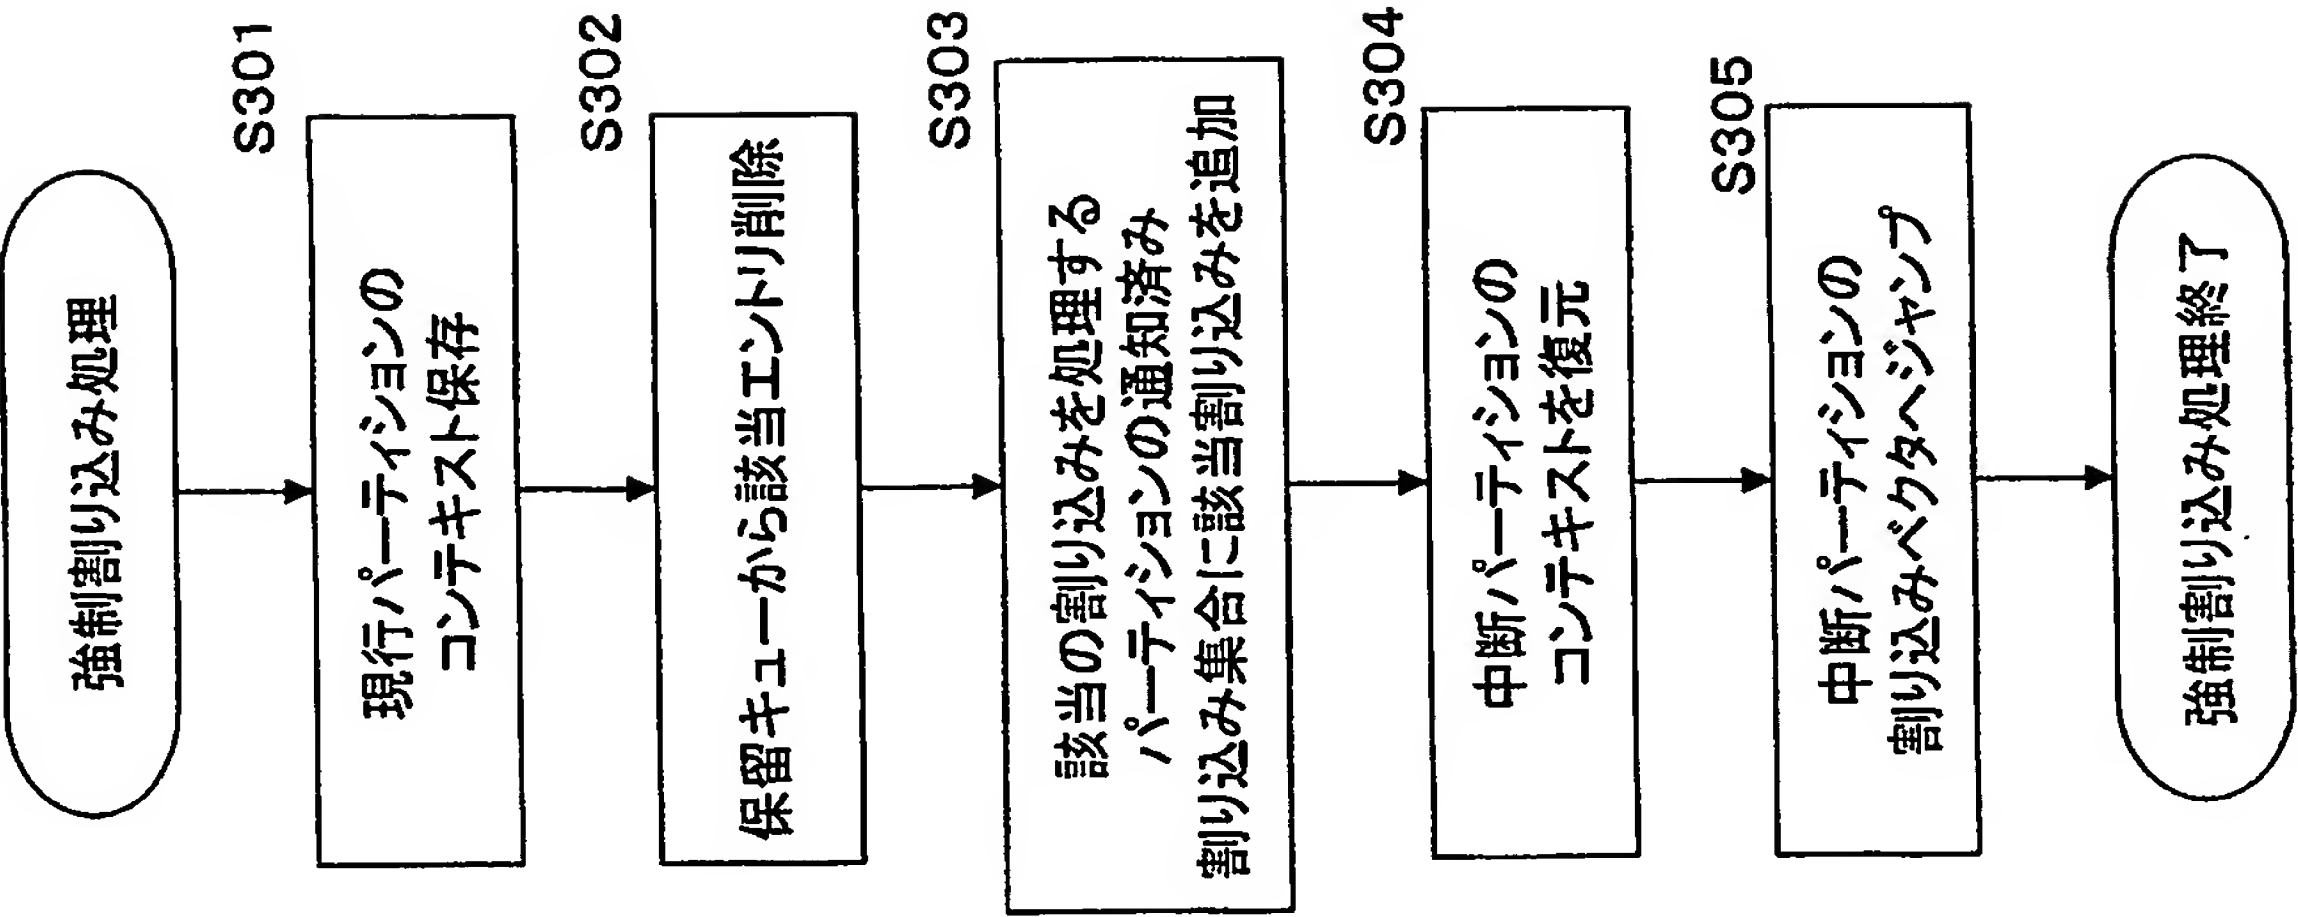 強制割り込み処理
S301
現行パーティションの
コンテキスト保存
S302
保留キューから該当エントリ削除
S303
該当の割り込みを処理する
パーティションの通知済み
割り込み集合に該当割り込みを追加
S304
中断パーティションの
コンテキストを復元
S305
中断パーティションの
割り込みベクタへジャンプ
強制割り込み処理終了